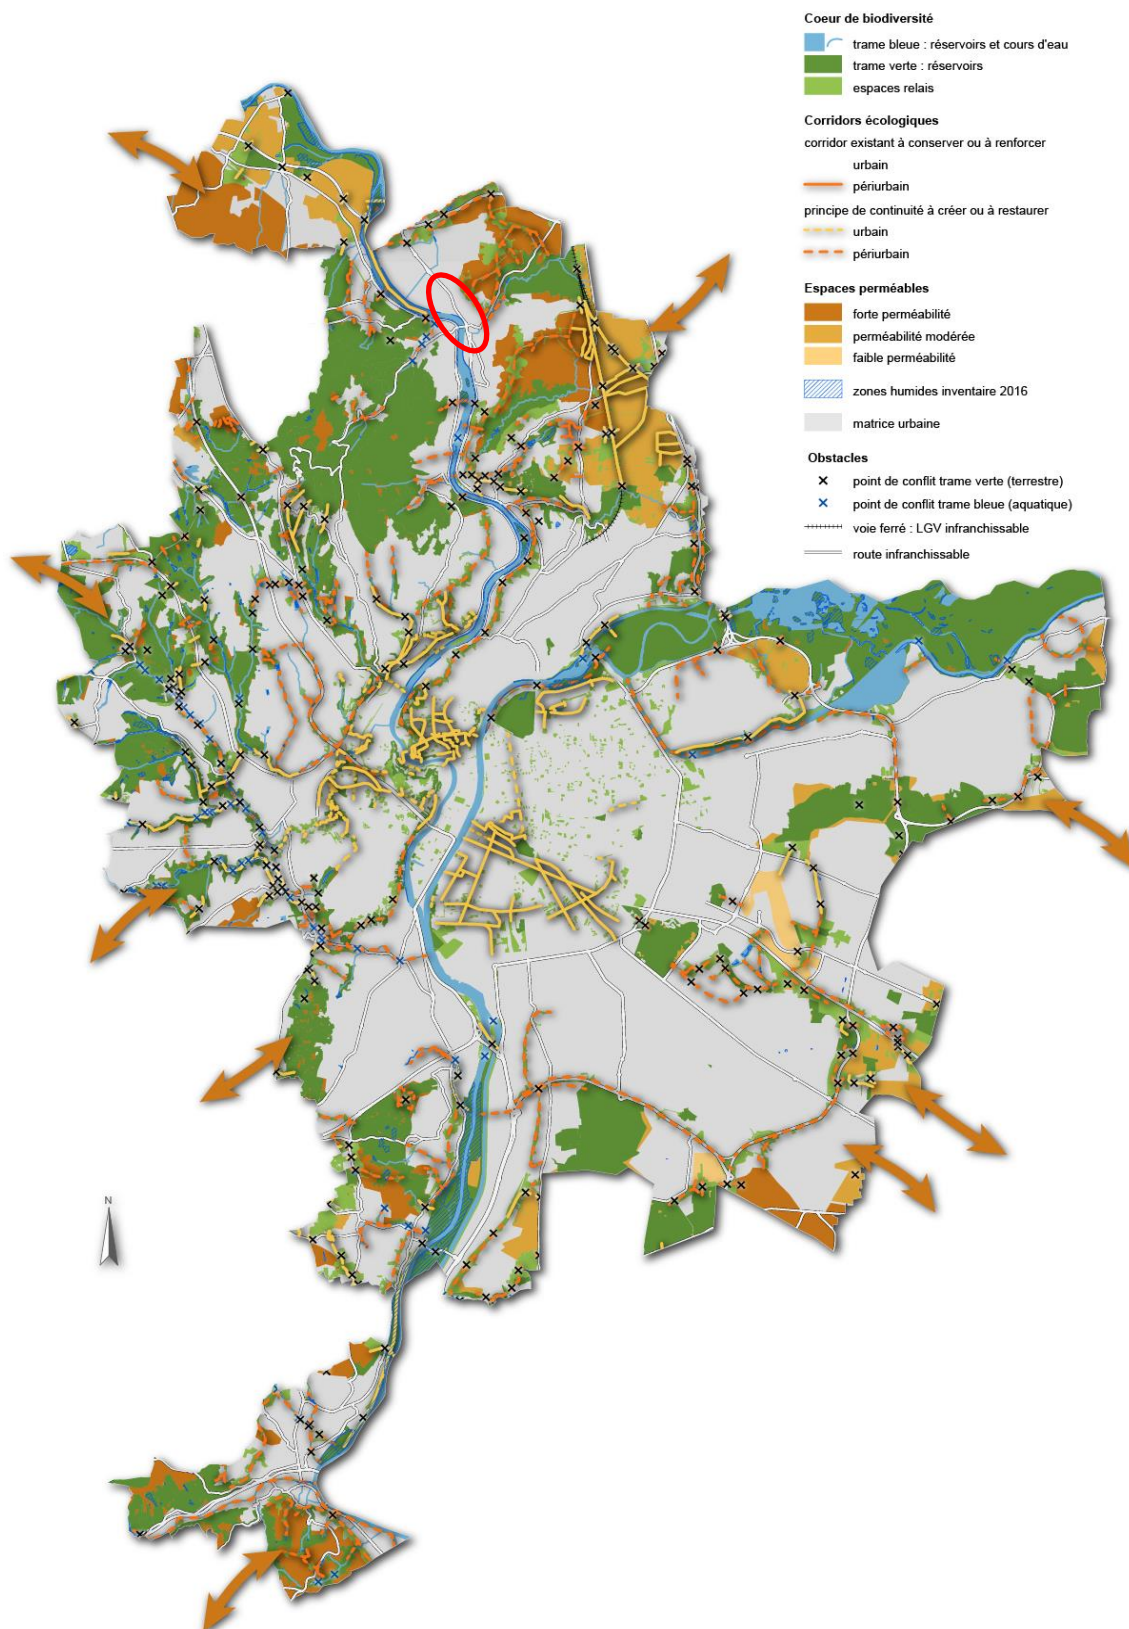 Coeur de biodiversité
trame bleue : réservoirs et cours d'eau
trame verte : réservoirs
espaces relais
Corridors écologiques
corridor existant à conserver ou à renforcer
urbain
périurbain
principe de continuité à créer ou à restaurer
urbain
périurbain
Espaces perméables
forte perméabilité
perméabilité modérée
faible perméabilité
zones humides inventaire 2016
matrice urbaine
Obstacles
point de conflit trame verte (terrestre)
point de conflit trame bleue (aquatique)
voie ferré : LGV infranchissable
route infranchissable
N